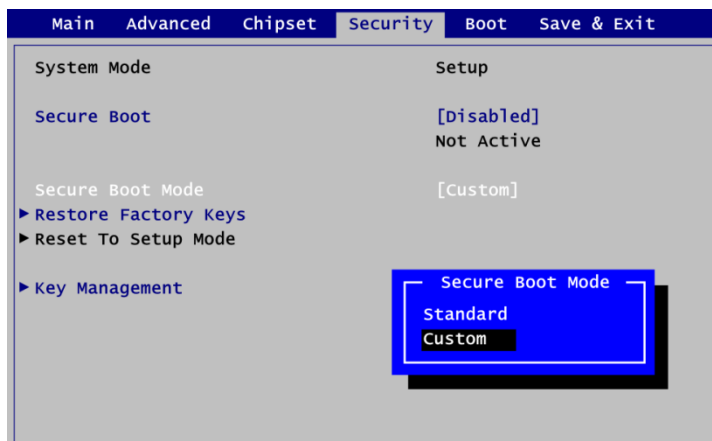 Main Advanced Chipset Security Boot Save & Exit
System Mode Setup
Secure Boot [Disabled]
Not Active
Secure Boot Mode [Custom]
Restore Factory Keys
Reset To Setup Mode
Key Management
Secure Boot Mode
Standard
Custom